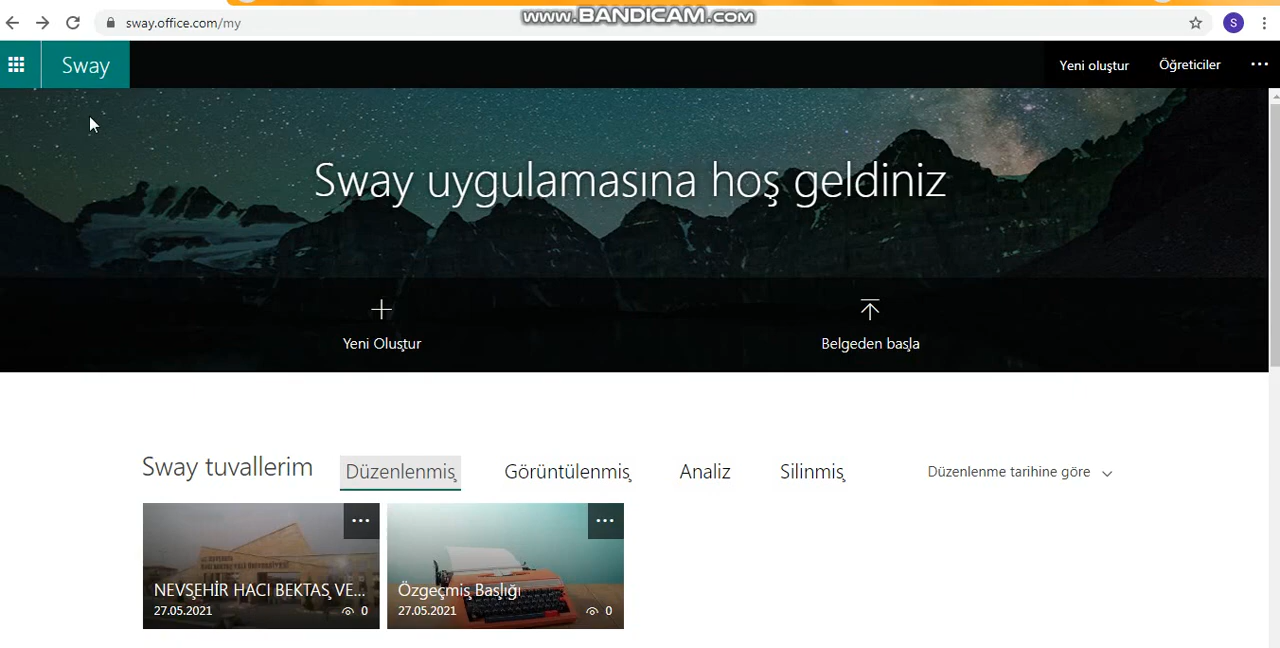 www.BANDICAM.com
sway.office.com/my
S
Sway
Yeni oluştur
Öğreticiler
Sway uygulamasına hoş geldiniz
Yeni Oluştur
Belgeden başla
Sway tuvallerim
Düzenlenmiş
Görüntülenmiş
Analiz
Silinmiş
Düzenlenme tarihine göre
NEVŞEHİR HACI BEKTAŞ VE...
27.05.2021
0
Özgeçmiş Başlığı
27.05.2021
0